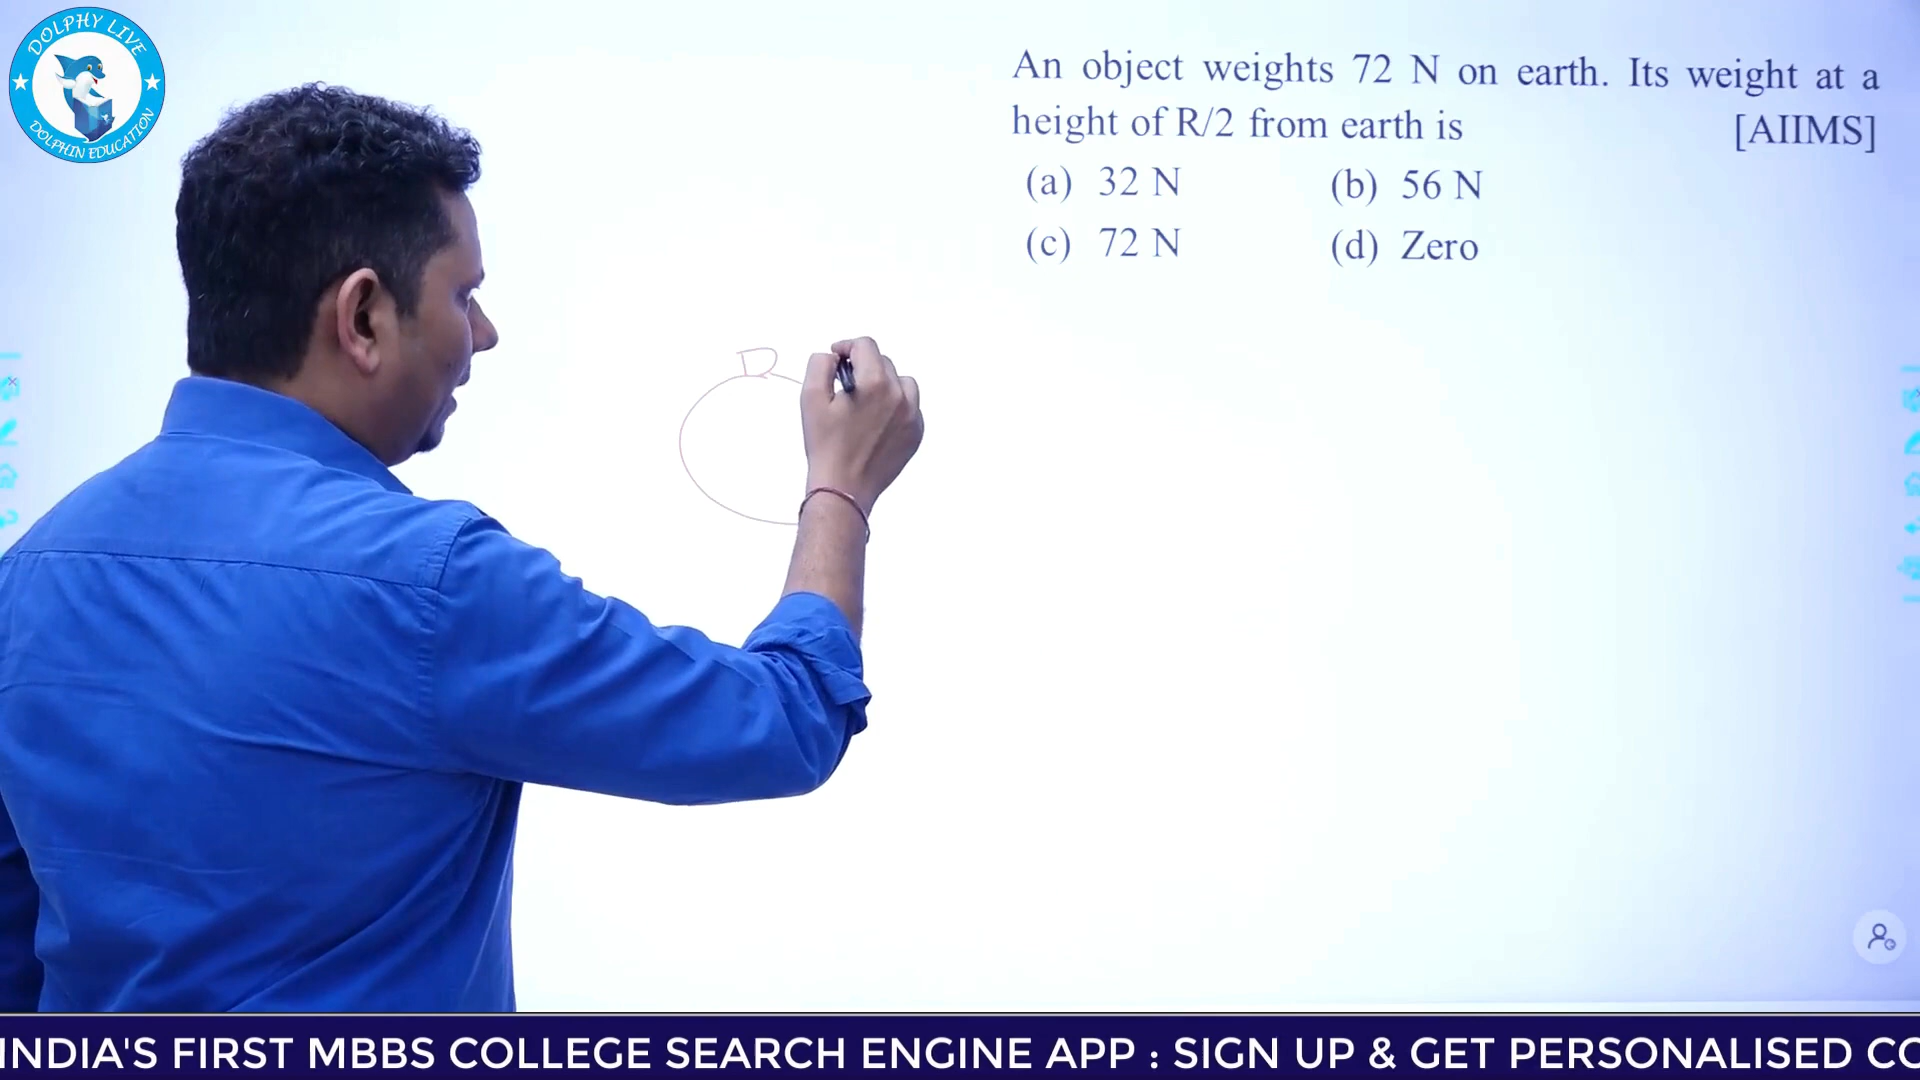 DOLPHY LIVE
DOLPHIN EDUCATION
An object weights 72 N on earth. Its weight at a
height of R/2 from earth is [AIIMS]
(a) 32 N (b) 56 N
(c) 72 N (d) Zero
INDIA'S FIRST MBBS COLLEGE SEARCH ENGINE APP : SIGN UP & GET PERSONALISED CO